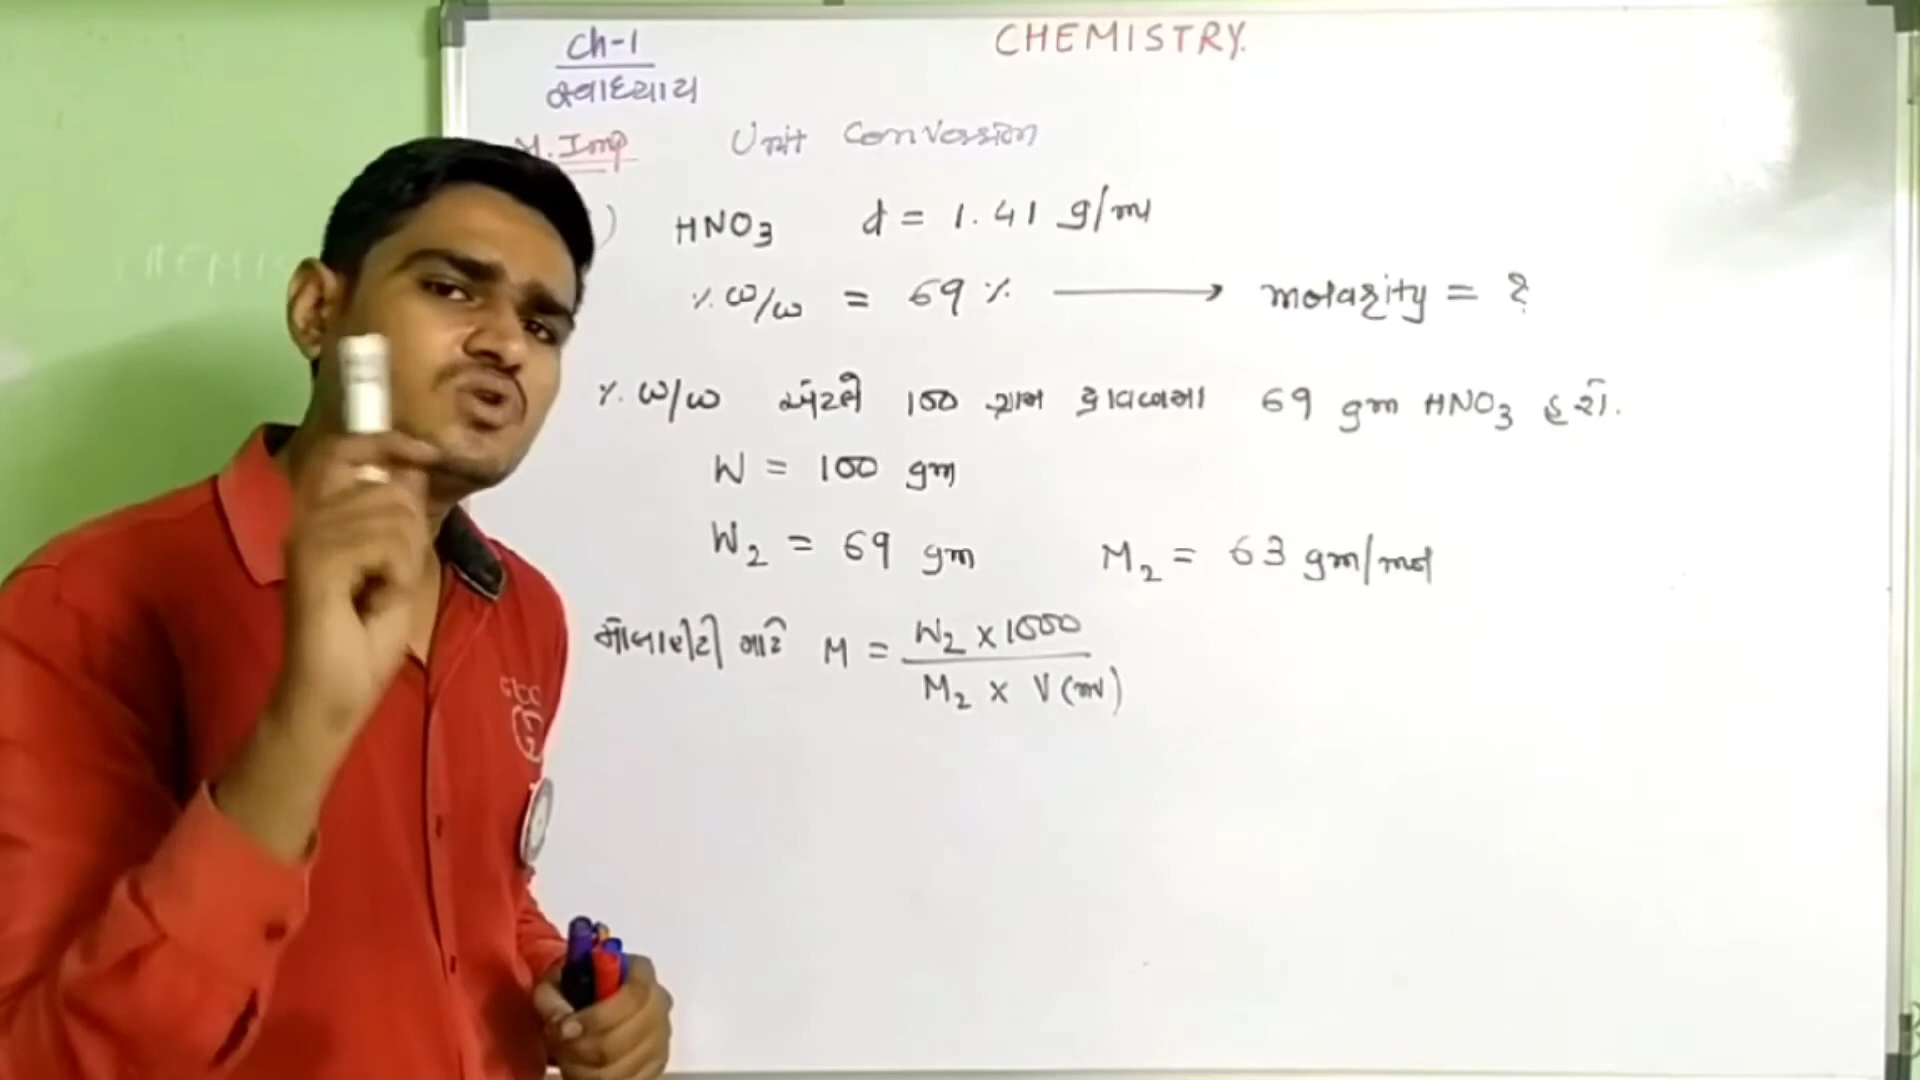 CHEMISTRY.
Ch-1
સ્વાધ્યાય
M. Imp
Unit Conversion
HNO₃ d = 1.41 g/ml
% w/w = 69 % → molarity = ?
% w/w એટલે 100 ગ્રામ દ્રાવણમાં 69 gm HNO₃ હશે.
W = 100 gm
W₂ = 69 gm M₂ = 63 gm/mol
મોલારીટી માટે M = W₂ x 1000
M₂ x V(ml)